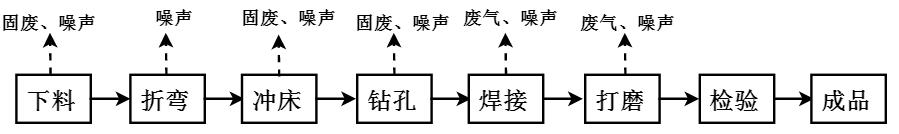 固废、噪声 噪声 固废、噪声 固废、噪声 废气、噪声 废气、噪声
下料 折弯 冲床 钻孔 焊接 打磨 检验 成品